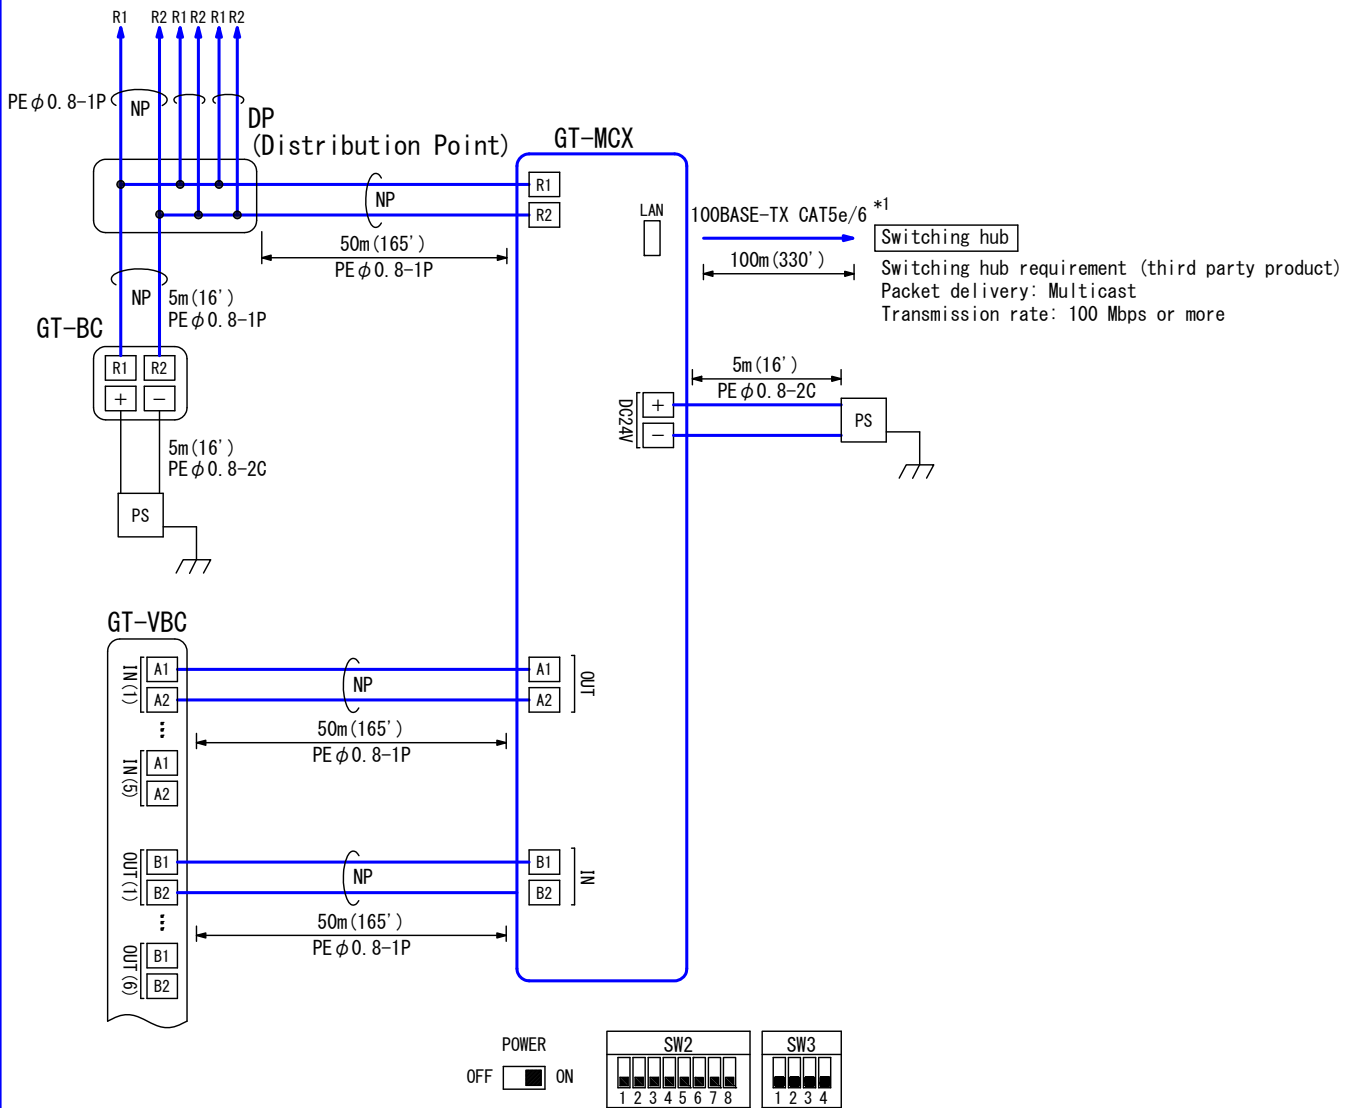 R1 R2 R1 R2 R1 R2
PEφ0.8-1P
NP
DP
(Distribution Point)
GT-MCX
R1
R2
NP
50m(165')
PEφ0.8-1P
LAN
100BASE-TX CAT5e/6 *1
Switching hub
100m(330')
Switching hub requirement (third party product)
Packet delivery: Multicast
Transmission rate: 100 Mbps or more
NP
5m(16')
PEφ0.8-1P
GT-BC
R1 R2
+ −
5m(16')
PEφ0.8-2C
PS
5m(16')
PEφ0.8-2C
DC24V
+
−
PS
GT-VBC
IN(1)
A1
A2
NP
A1
A2
OUT
50m(165')
PEφ0.8-1P
IN(5)
A1
A2
OUT(1)
B1
B2
NP
B1
B2
IN
50m(165')
PEφ0.8-1P
OUT(6)
B1
B2
POWER
OFF ON
SW2
1 2 3 4 5 6 7 8
SW3
1 2 3 4